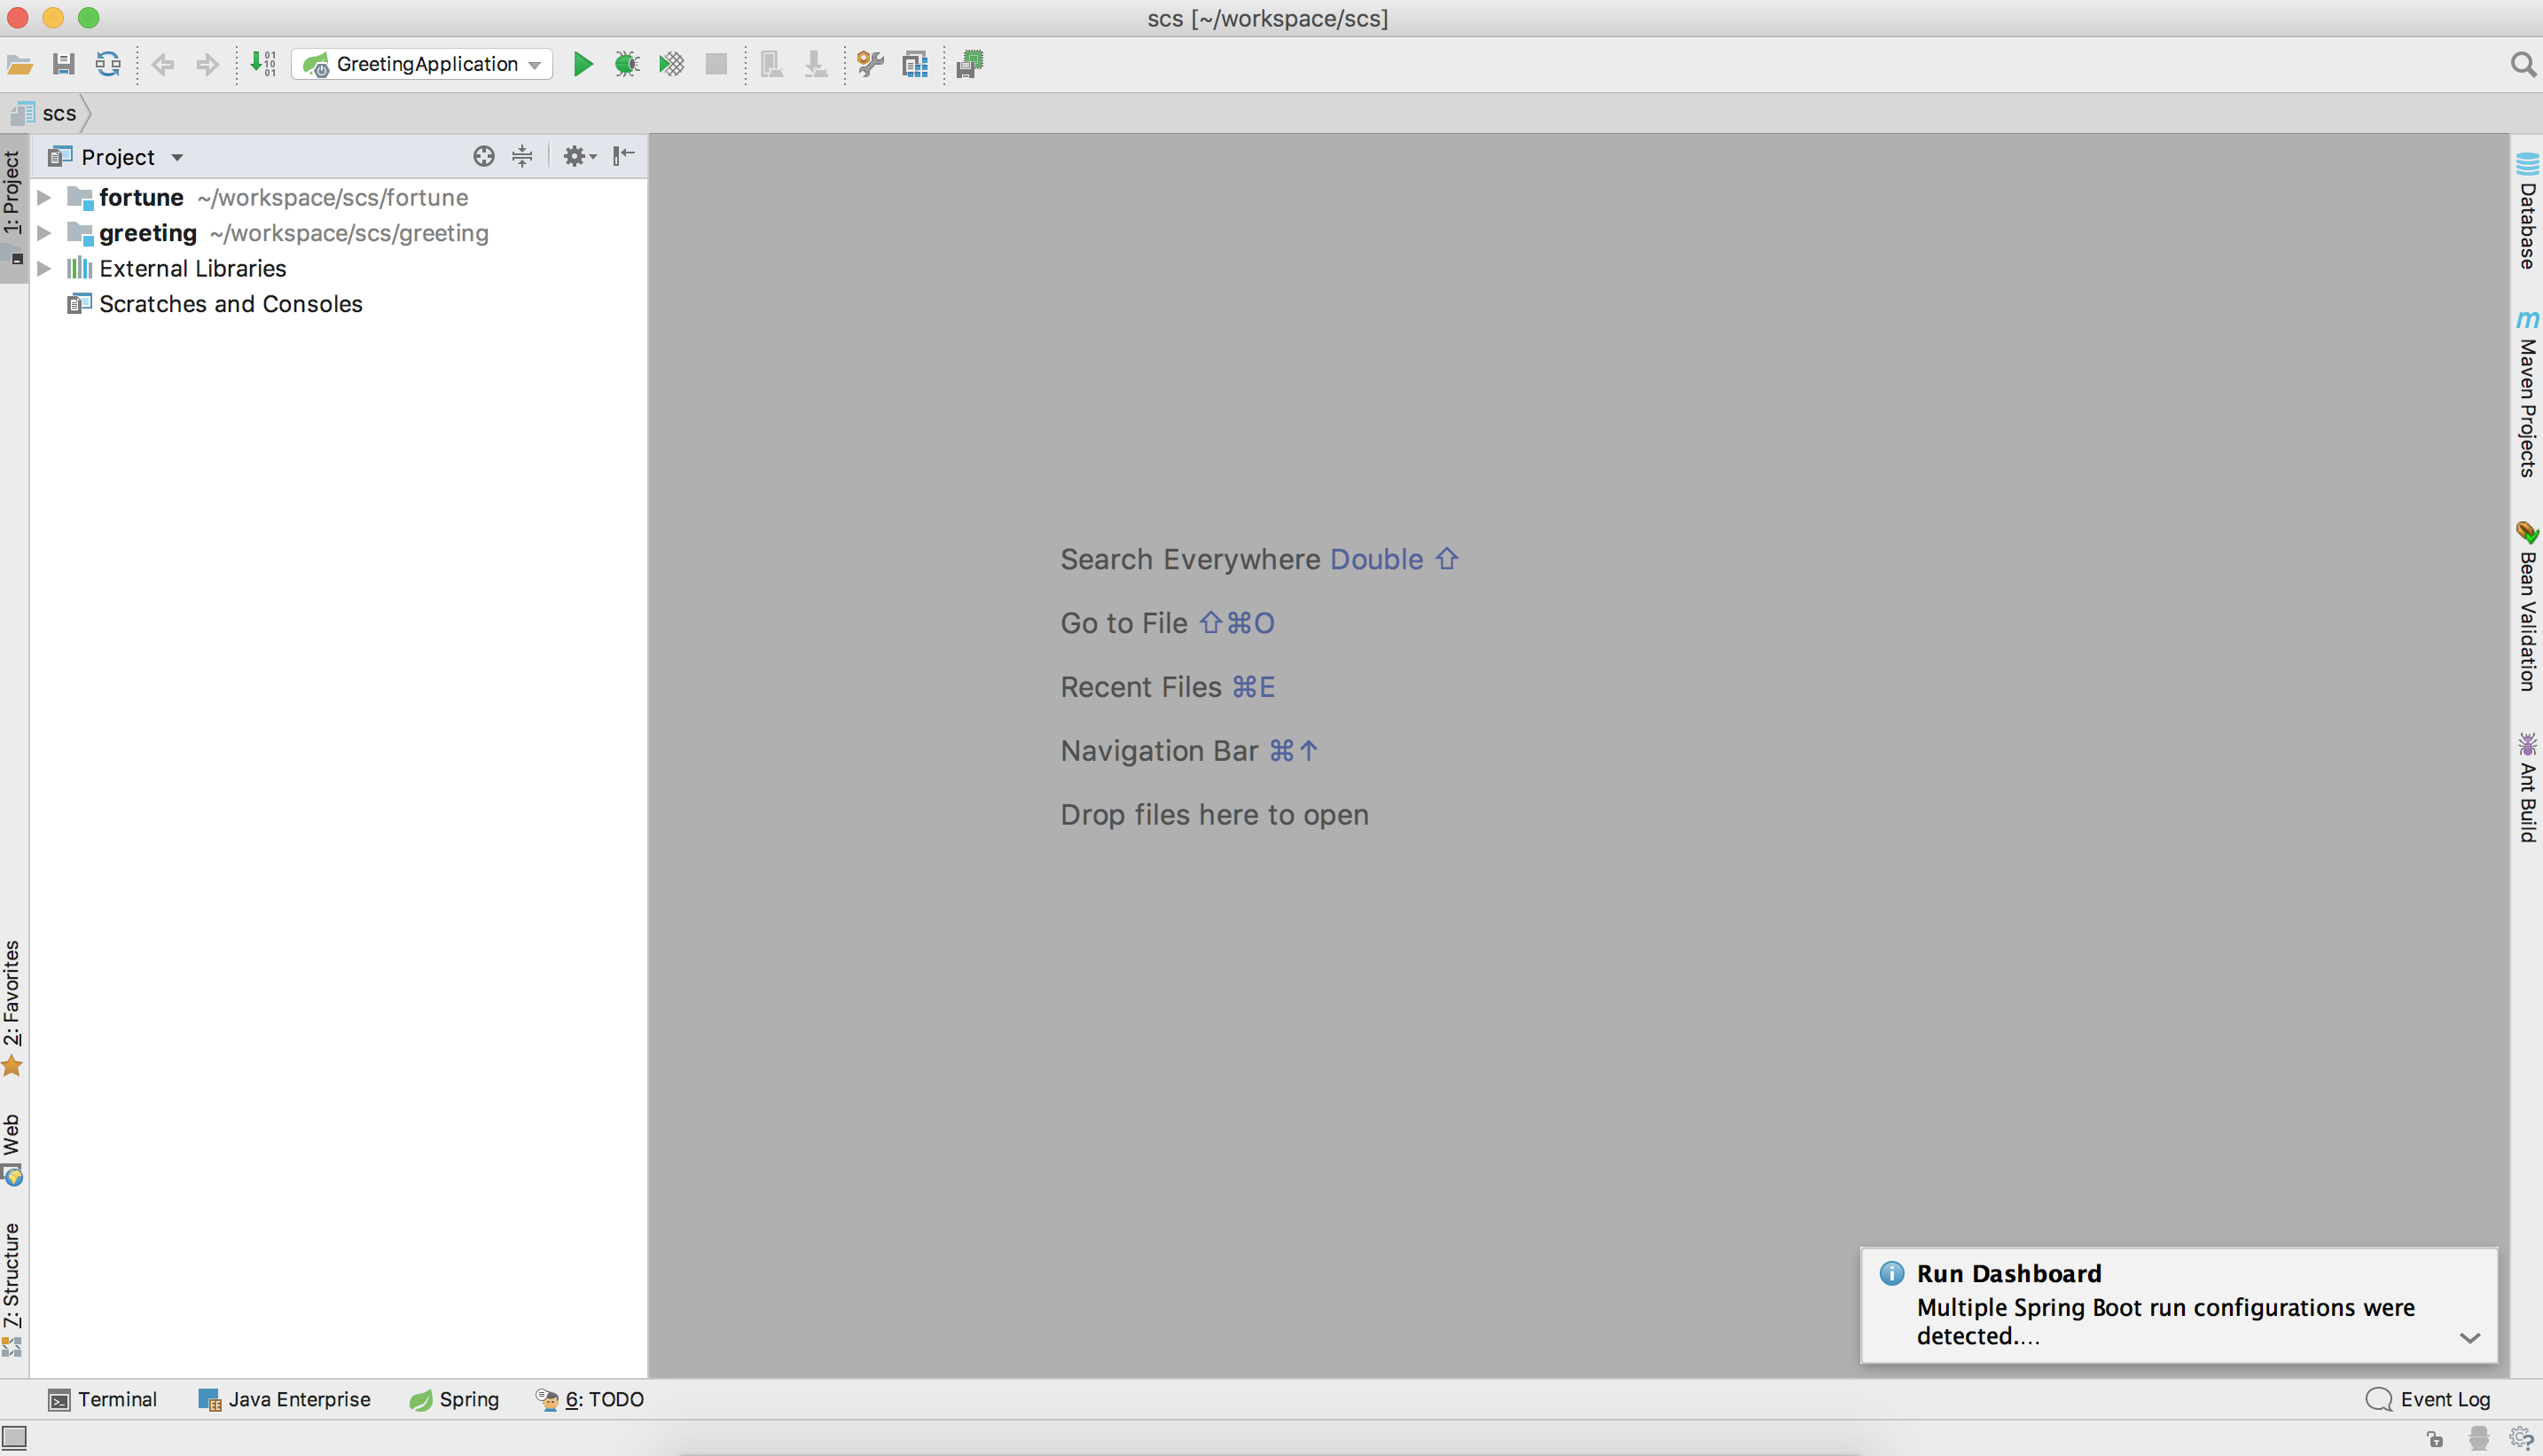 scs [~/workspace/scs]
GreetingApplication
scs
1: Project
Project
fortune ~/workspace/scs/fortune
greeting ~/workspace/scs/greeting
External Libraries
Scratches and Consoles
Search Everywhere Double ⇧
Go to File ⇧⌘O
Recent Files ⌘E
Navigation Bar ⌘↑
Drop files here to open
Database
m Maven Projects
Bean Validation
Ant Build
2: Favorites
Web
7: Structure
Run Dashboard
Multiple Spring Boot run configurations were
detected....
Terminal
Java Enterprise
Spring
6: TODO
Event Log